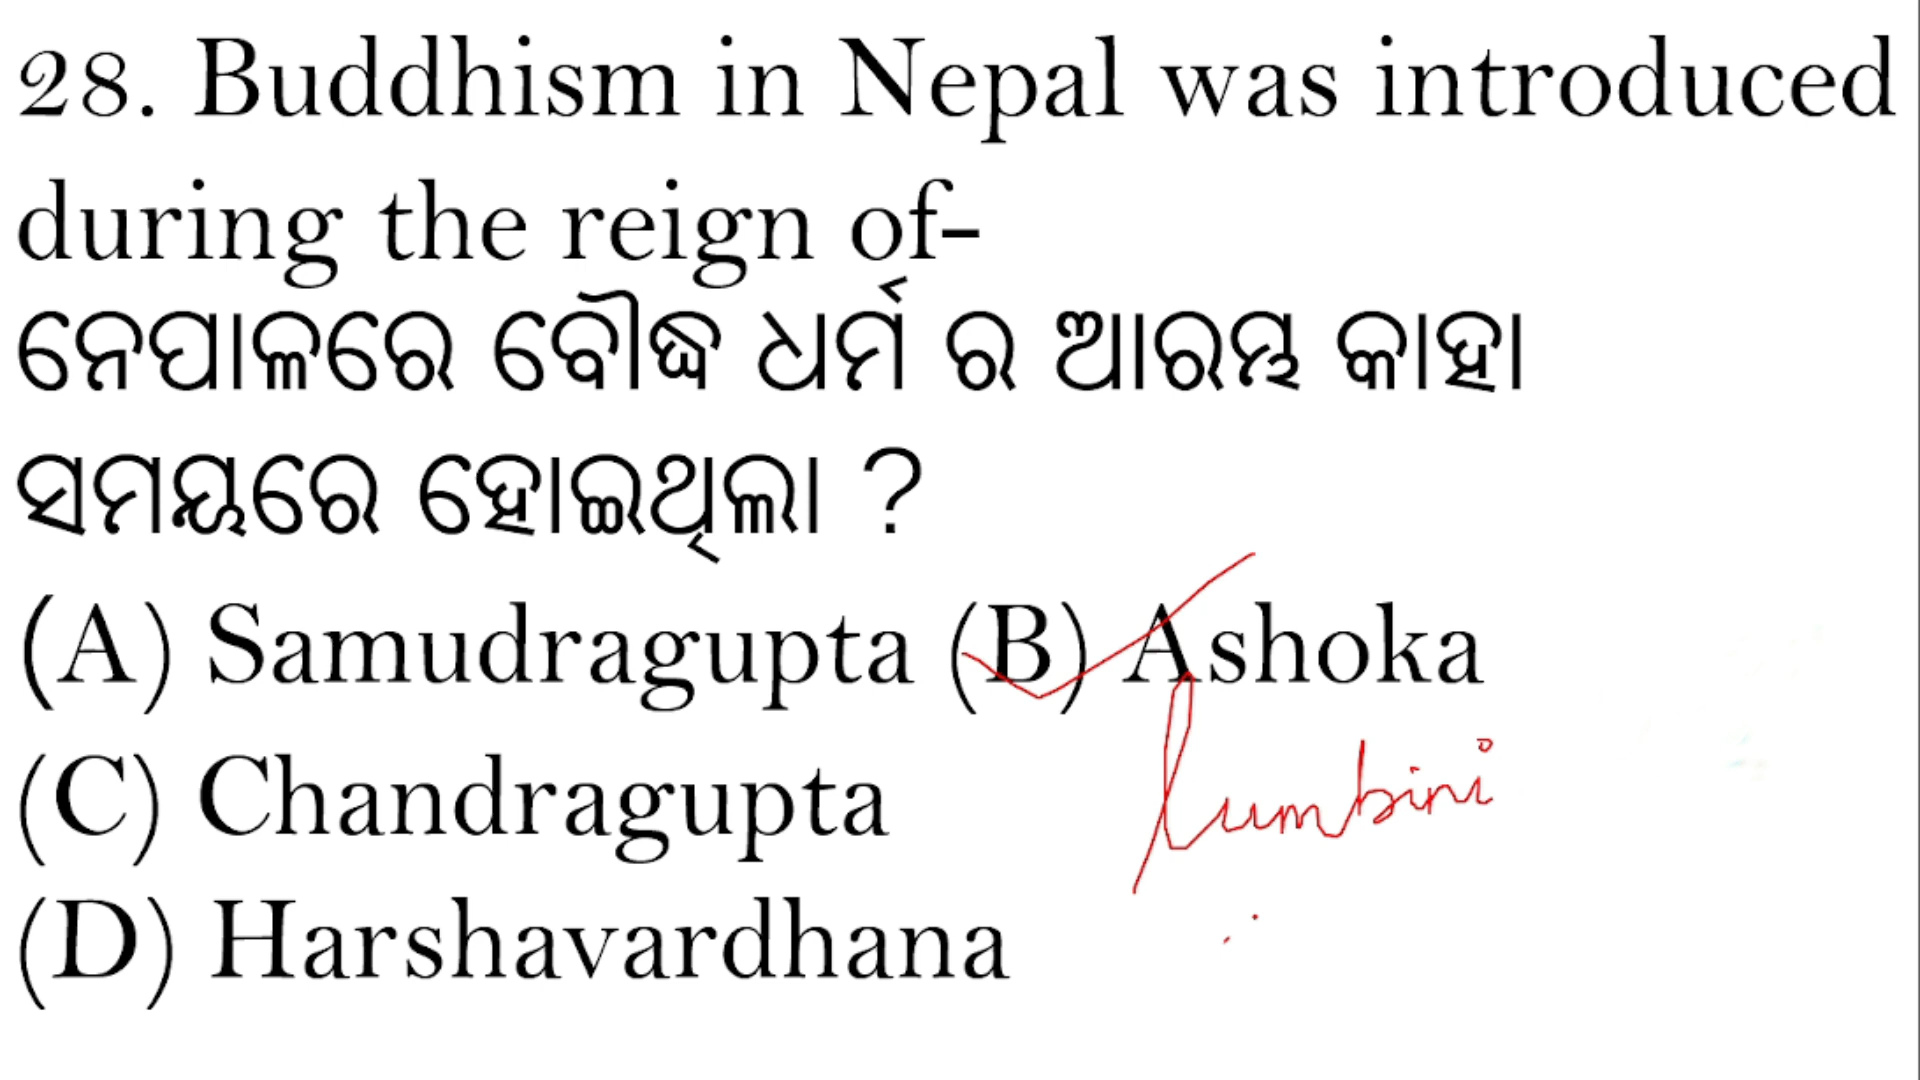 28. Buddhism in Nepal was introduced
during the reign of-
ନେପାଳରେ ବୌଦ୍ଧ ଧର୍ମ ର ଆରମ୍ଭ କାହା
ସମୟରେ ହୋଇଥିଲା ?
(A) Samudragupta (B) Ashoka
lumbini
(C) Chandragupta
(D) Harshavardhana